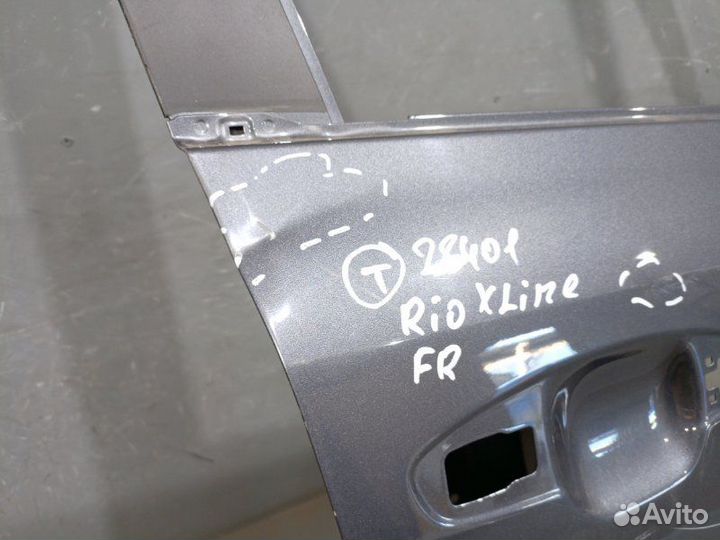 T 28401
Rio XLine
FR
Avito